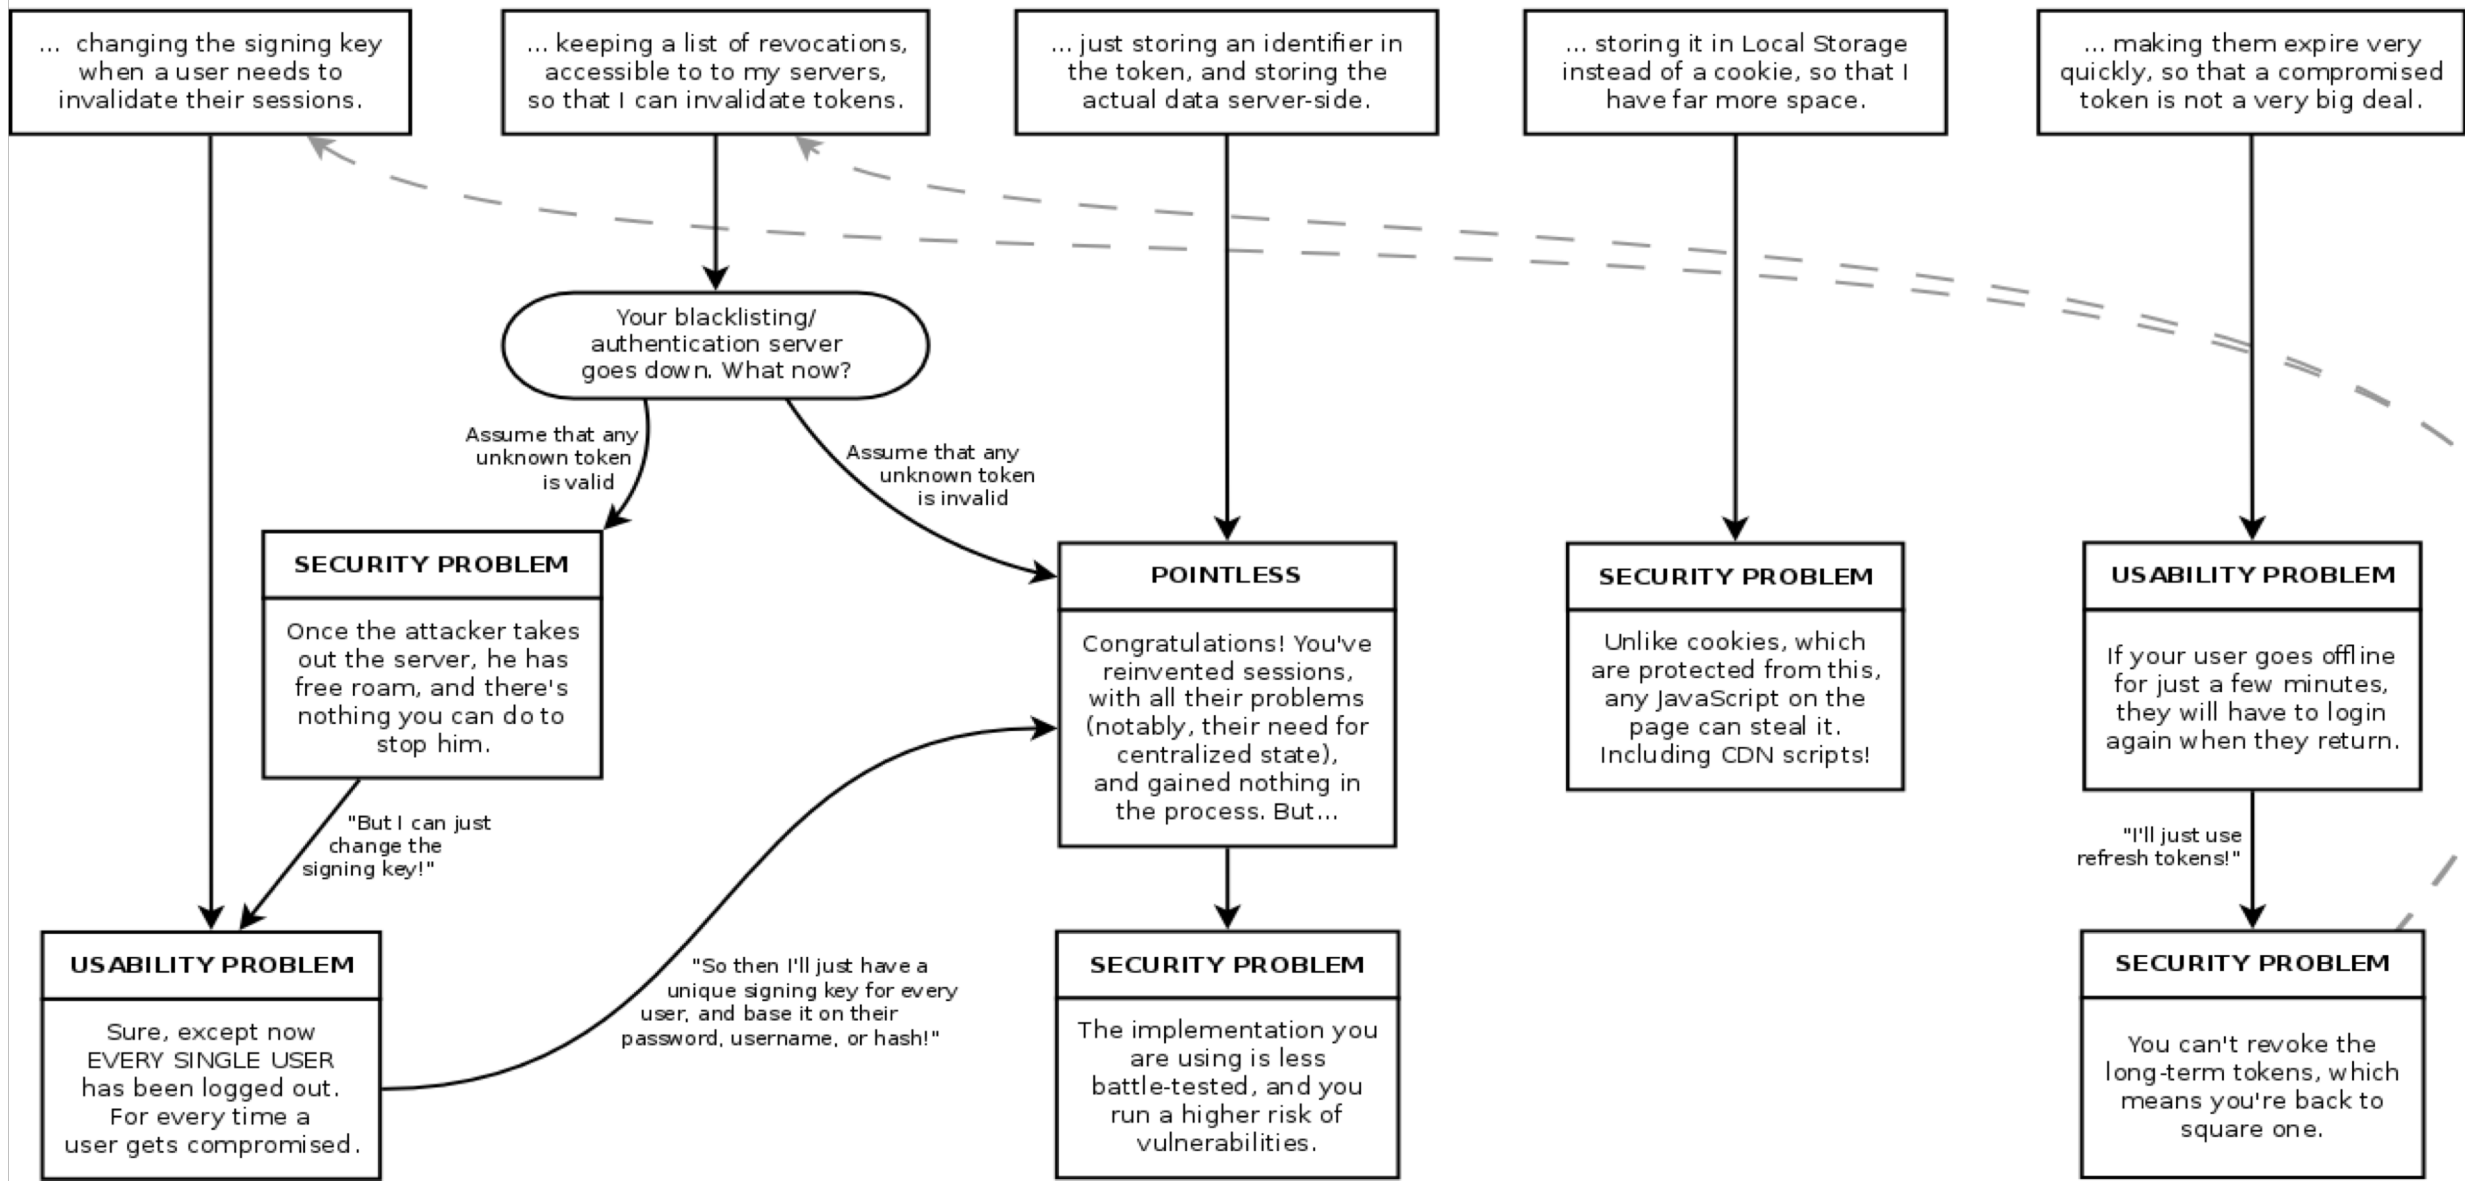 ... changing the signing key
when a user needs to
invalidate their sessions.
... keeping a list of revocations,
accessible to to my servers,
so that I can invalidate tokens.
... just storing an identifier in
the token, and storing the
actual data server-side.
... storing it in Local Storage
instead of a cookie, so that I
have far more space.
... making them expire very
quickly, so that a compromised
token is not a very big deal.
Your blacklisting/
authentication server
goes down. What now?
Assume that any
unknown token
is valid
Assume that any
unknown token
is invalid
SECURITY PROBLEM
Once the attacker takes
out the server, he has
free roam, and there's
nothing you can do to
stop him.
POINTLESS
Congratulations! You've
reinvented sessions,
with all their problems
(notably, their need for
centralized state),
and gained nothing in
the process. But...
SECURITY PROBLEM
Unlike cookies, which
are protected from this,
any JavaScript on the
page can steal it.
Including CDN scripts!
USABILITY PROBLEM
If your user goes offline
for just a few minutes,
they will have to login
again when they return.
"But I can just
change the
signing key!"
"I'll just use
refresh tokens!"
USABILITY PROBLEM
Sure, except now
EVERY SINGLE USER
has been logged out.
For every time a
user gets compromised.
"So then I'll just have a
unique signing key for every
user, and base it on their
password, username, or hash!"
SECURITY PROBLEM
The implementation you
are using is less
battle-tested, and you
run a higher risk of
vulnerabilities.
SECURITY PROBLEM
You can't revoke the
long-term tokens, which
means you're back to
square one.